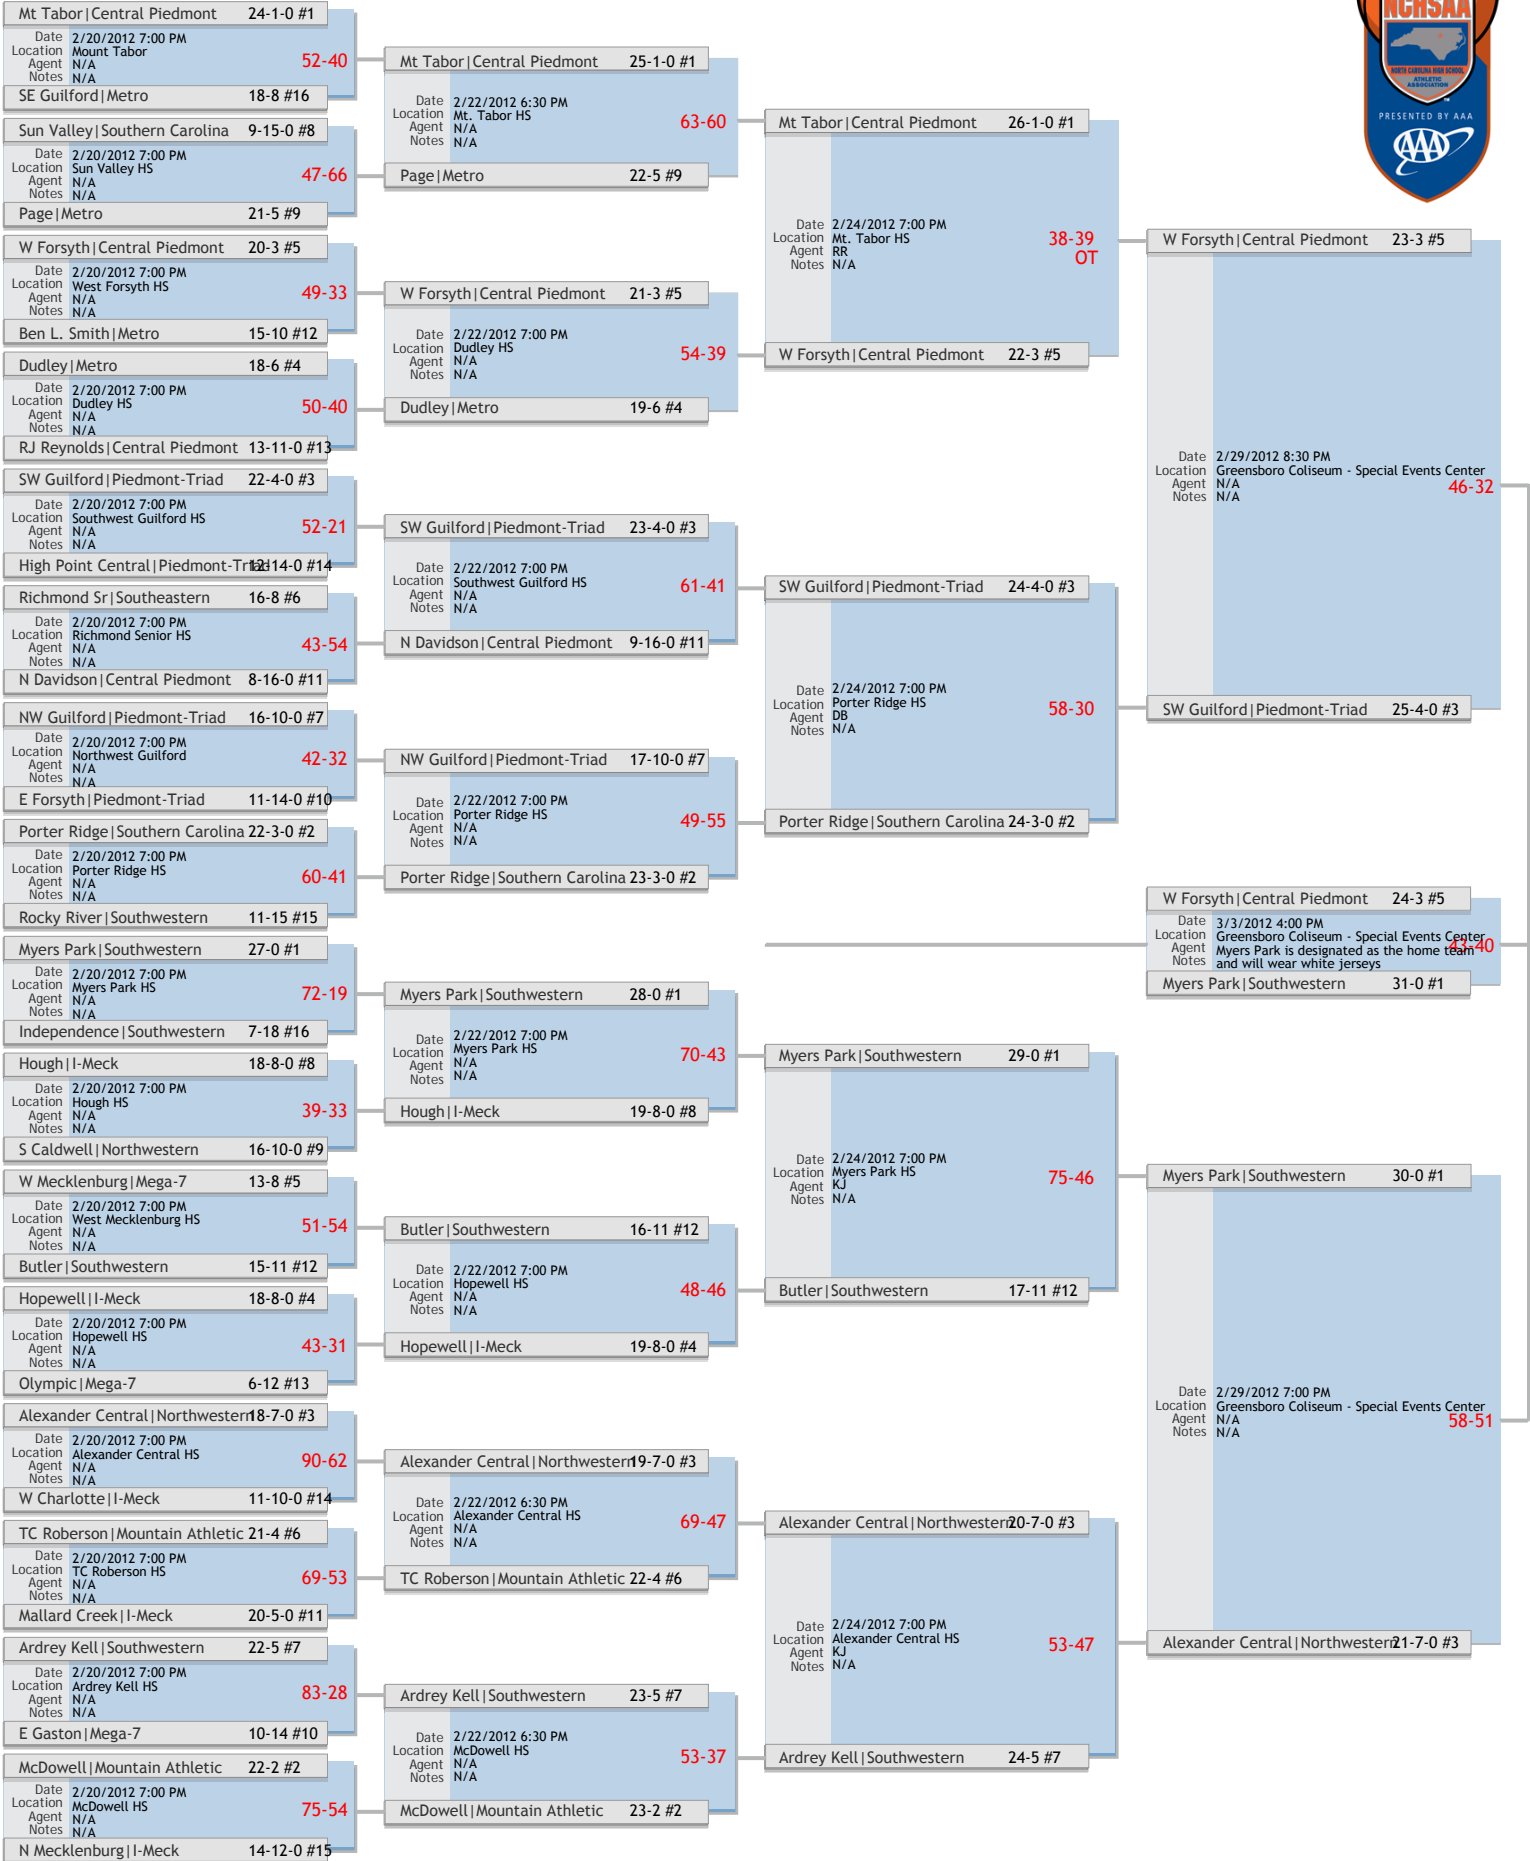 Mt Tabor|Central Piedmont 24-1-0 #1
Date 2/20/2012 7:00 PM
Location Mount Tabor
Agent N/A
Notes N/A
52-40
SE Guilford|Metro 18-8 #16
Sun Valley|Southern Carolina 9-15-0 #8
Date 2/20/2012 7:00 PM
Location Sun Valley HS
Agent N/A
Notes N/A
47-66
Page|Metro 21-5 #9
W Forsyth|Central Piedmont 20-3 #5
Date 2/20/2012 7:00 PM
Location West Forsyth HS
Agent N/A
Notes N/A
49-33
Ben L. Smith|Metro 15-10 #12
Dudley|Metro 18-6 #4
Date 2/20/2012 7:00 PM
Location Dudley HS
Agent N/A
Notes N/A
50-40
RJ Reynolds|Central Piedmont 13-11-0 #13
SW Guilford|Piedmont-Triad 22-4-0 #3
Date 2/20/2012 7:00 PM
Location Southwest Guilford HS
Agent N/A
Notes N/A
52-21
High Point Central|Piedmont-Triad 12-14-0 #14
Richmond Sr|Southeastern 16-8 #6
Date 2/20/2012 7:00 PM
Location Richmond Senior HS
Agent N/A
Notes N/A
43-54
N Davidson|Central Piedmont 8-16-0 #11
NW Guilford|Piedmont-Triad 16-10-0 #7
Date 2/20/2012 7:00 PM
Location Northwest Guilford
Agent N/A
Notes N/A
42-32
E Forsyth|Piedmont-Triad 11-14-0 #10
Porter Ridge|Southern Carolina 22-3-0 #2
Date 2/20/2012 7:00 PM
Location Porter Ridge HS
Agent N/A
Notes N/A
60-41
Rocky River|Southwestern 11-15 #15
Myers Park|Southwestern 27-0 #1
Date 2/20/2012 7:00 PM
Location Myers Park HS
Agent N/A
Notes N/A
72-19
Independence|Southwestern 7-18 #16
Hough|I-Meck 18-8-0 #8
Date 2/20/2012 7:00 PM
Location Hough HS
Agent N/A
Notes N/A
39-33
S Caldwell|Northwestern 16-10-0 #9
W Mecklenburg|Mega-7 13-8 #5
Date 2/20/2012 7:00 PM
Location West Mecklenburg HS
Agent N/A
Notes N/A
51-54
Butler|Southwestern 15-11 #12
Hopewell|I-Meck 18-8-0 #4
Date 2/20/2012 7:00 PM
Location Hopewell HS
Agent N/A
Notes N/A
43-31
Olympic|Mega-7 6-12 #13
Alexander Central|Northwestern 18-7-0 #3
Date 2/20/2012 7:00 PM
Location Alexander Central HS
Agent N/A
Notes N/A
90-62
W Charlotte|I-Meck 11-10-0 #14
TC Roberson|Mountain Athletic 21-4 #6
Date 2/20/2012 7:00 PM
Location TC Roberson HS
Agent N/A
Notes N/A
69-53
Mallard Creek|I-Meck 20-5-0 #11
Ardrey Kell|Southwestern 22-5 #7
Date 2/20/2012 7:00 PM
Location Ardrey Kell HS
Agent N/A
Notes N/A
83-28
E Gaston|Mega-7 10-14 #10
McDowell|Mountain Athletic 22-2 #2
Date 2/20/2012 7:00 PM
Location McDowell HS
Agent N/A
Notes N/A
75-54
N Mecklenburg|I-Meck 14-12-0 #15
Mt Tabor|Central Piedmont 25-1-0 #1
Date 2/22/2012 6:30 PM
Location Mt. Tabor HS
Agent N/A
Notes N/A
63-60
Page|Metro 22-5 #9
W Forsyth|Central Piedmont 21-3 #5
Date 2/22/2012 7:00 PM
Location Dudley HS
Agent N/A
Notes N/A
54-39
Dudley|Metro 19-6 #4
SW Guilford|Piedmont-Triad 23-4-0 #3
Date 2/22/2012 7:00 PM
Location Southwest Guilford HS
Agent N/A
Notes N/A
61-41
N Davidson|Central Piedmont 9-16-0 #11
NW Guilford|Piedmont-Triad 17-10-0 #7
Date 2/22/2012 7:00 PM
Location Porter Ridge HS
Agent N/A
Notes N/A
49-55
Porter Ridge|Southern Carolina 23-3-0 #2
Myers Park|Southwestern 28-0 #1
Date 2/22/2012 7:00 PM
Location Myers Park HS
Agent N/A
Notes N/A
70-43
Hough|I-Meck 19-8-0 #8
Butler|Southwestern 16-11 #12
Date 2/22/2012 7:00 PM
Location Hopewell HS
Agent N/A
Notes N/A
48-46
Hopewell|I-Meck 19-8-0 #4
Alexander Central|Northwestern 19-7-0 #3
Date 2/22/2012 6:30 PM
Location Alexander Central HS
Agent N/A
Notes N/A
69-47
TC Roberson|Mountain Athletic 22-4 #6
Ardrey Kell|Southwestern 23-5 #7
Date 2/22/2012 6:30 PM
Location McDowell HS
Agent N/A
Notes N/A
53-37
McDowell|Mountain Athletic 23-2 #2
Mt Tabor|Central Piedmont 26-1-0 #1
Date 2/24/2012 7:00 PM
Location Mt. Tabor HS
Agent RR
Notes N/A
38-39
OT
W Forsyth|Central Piedmont 22-3 #5
SW Guilford|Piedmont-Triad 24-4-0 #3
Date 2/24/2012 7:00 PM
Location Porter Ridge HS
Agent DB
Notes N/A
58-30
Porter Ridge|Southern Carolina 24-3-0 #2
Myers Park|Southwestern 29-0 #1
Date 2/24/2012 7:00 PM
Location Myers Park HS
Agent KJ
Notes N/A
75-46
Butler|Southwestern 17-11 #12
Alexander Central|Northwestern 20-7-0 #3
Date 2/24/2012 7:00 PM
Location Alexander Central HS
Agent KJ
Notes N/A
53-47
Ardrey Kell|Southwestern 24-5 #7
NCHSAA
NORTH CAROLINA HIGH SCHOOL
ATHLETIC
ASSOCIATION
PRESENTED BY AAA
AAA
W Forsyth|Central Piedmont 23-3 #5
Date 2/29/2012 8:30 PM
Location Greensboro Coliseum - Special Events Center
Agent N/A
Notes N/A
46-32
SW Guilford|Piedmont-Triad 25-4-0 #3
W Forsyth|Central Piedmont 24-3 #5
Date 3/3/2012 4:00 PM
Location Greensboro Coliseum - Special Events Center
Agent Myers Park is designated as the home team
Notes and will wear white jerseys
43-40
Myers Park|Southwestern 31-0 #1
Myers Park|Southwestern 30-0 #1
Date 2/29/2012 7:00 PM
Location Greensboro Coliseum - Special Events Center
Agent N/A
Notes N/A
58-51
Alexander Central|Northwestern 21-7-0 #3